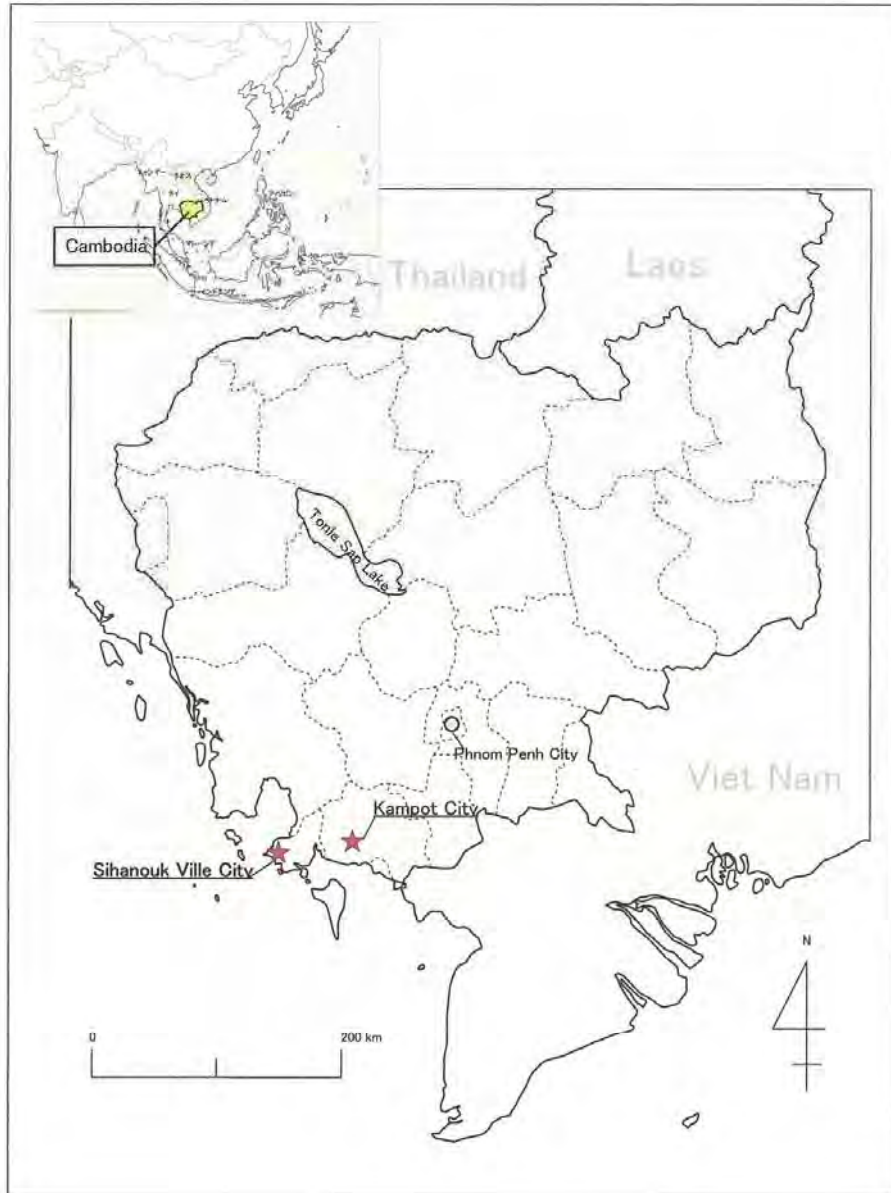 Cambodia
Thailand
Laos
Tonle Sap Lake
Phnom Penh City
Viet Nam
Kampot City
Sihanouk Ville City
N
0
200 km